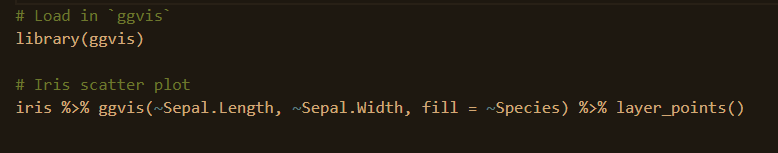 # Load in `ggvis`
library(ggvis)
# Iris scatter plot
iris %>% ggvis(~Sepal.Length, ~Sepal.Width, fill = ~Species) %>% layer_points()